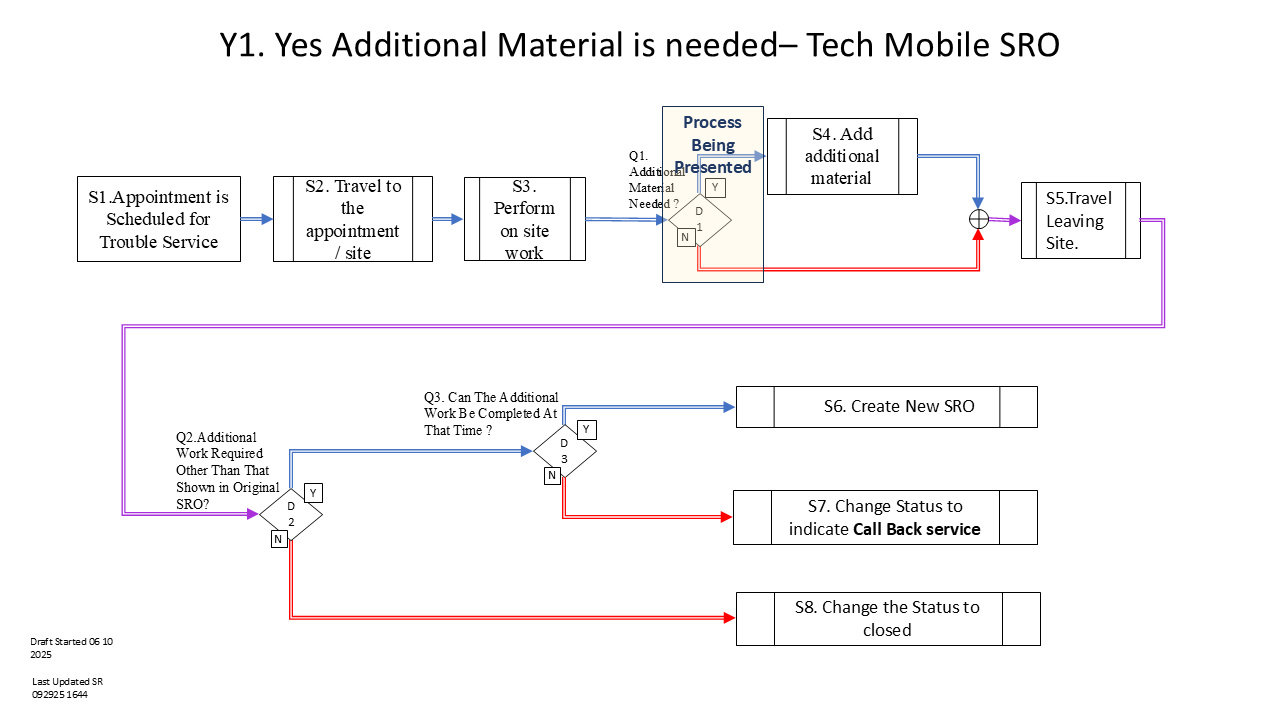 Y1. Yes Additional Material is needed– Tech Mobile SRO
Process
Being
Presented
Q1.
Additional
Material
Needed ?
Y
D
1
N
S1.Appointment is
Scheduled for
Trouble Service
S2. Travel to
the
appointment
/ site
S3.
Perform
on site
work
S4. Add
additional
material
S5.Travel
Leaving
Site.
Q2.Additional
Work Required
Other Than That
Shown in Original
SRO?
Y
D
2
N
Q3. Can The Additional
Work Be Completed At
That Time ?
Y
D
3
N
S6. Create New SRO
S7. Change Status to
indicate Call Back service
S8. Change the Status to
closed
Draft Started 06 10
2025
Last Updated SR
092925 1644